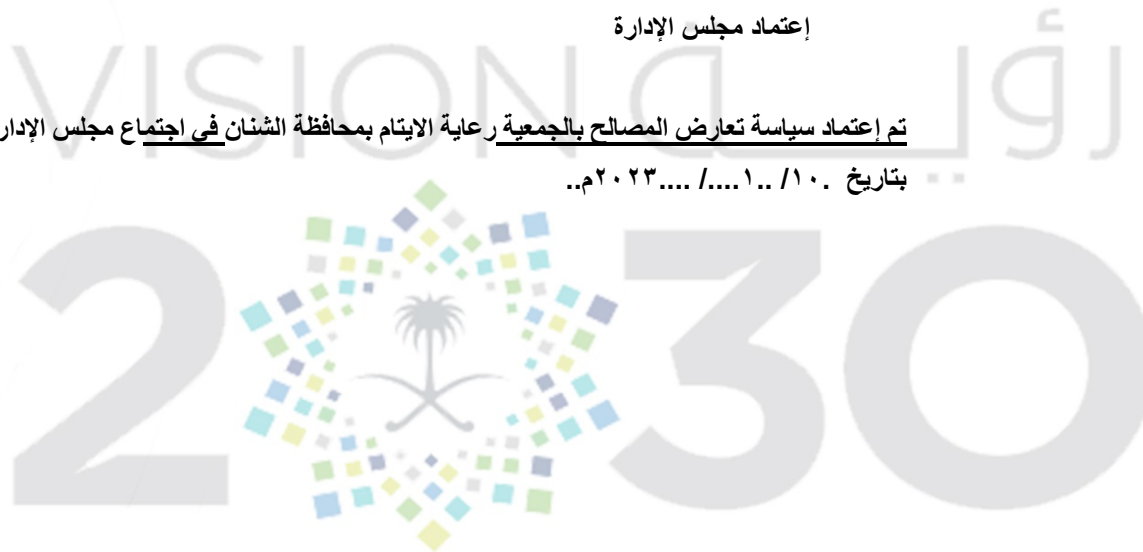 إعتماد مجلس الإدارة
VISION رؤيـــة
تم إعتماد سياسة تعارض المصالح بالجمعية رعاية الايتام بمحافظة الشنان في اجتماع مجلس الإدار
بتاريخ .١٠/ ..١..../ ....٢٠٢٣م..
2030